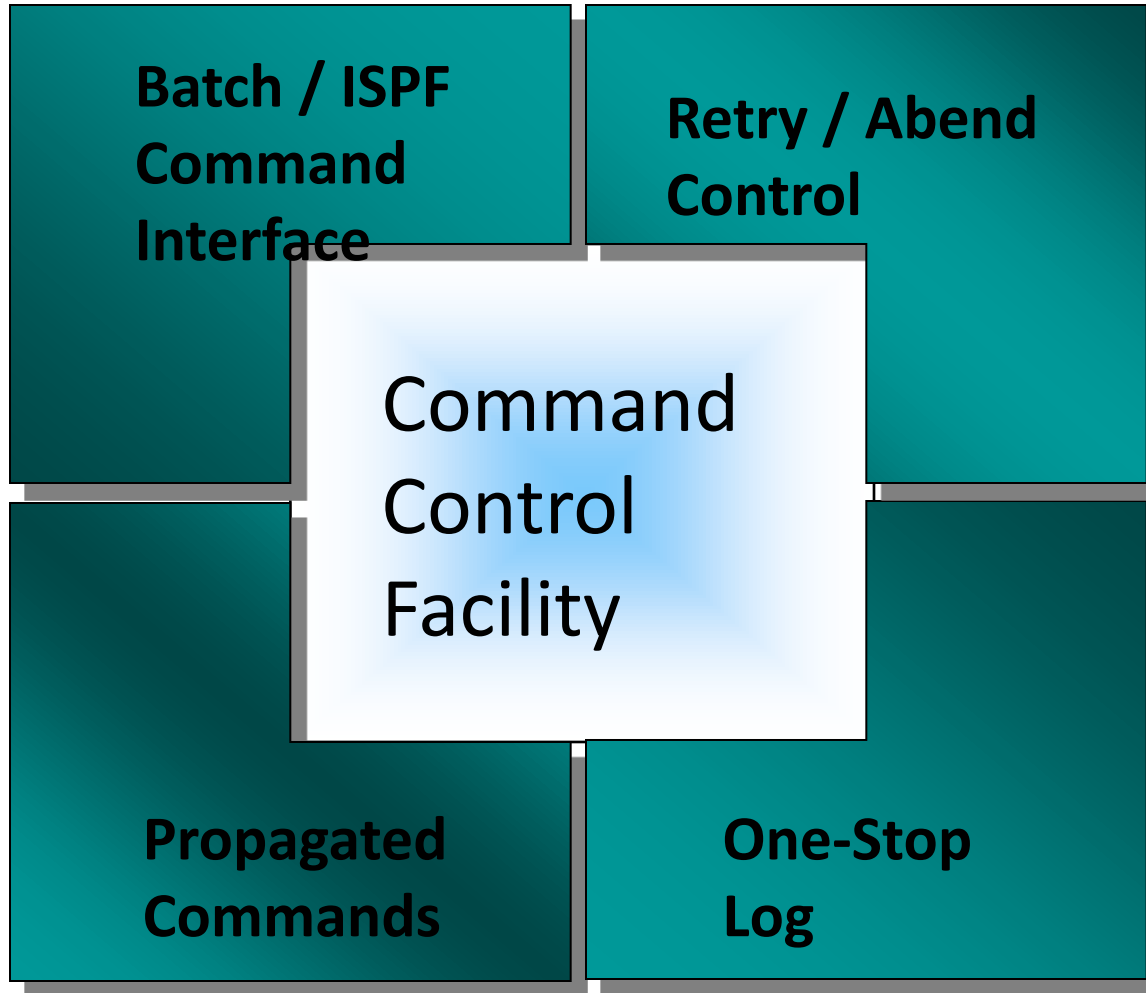 Batch / ISPF
Command
Interface
Retry / Abend
Control
Command
Control
Facility
Propagated
Commands
One-Stop
Log